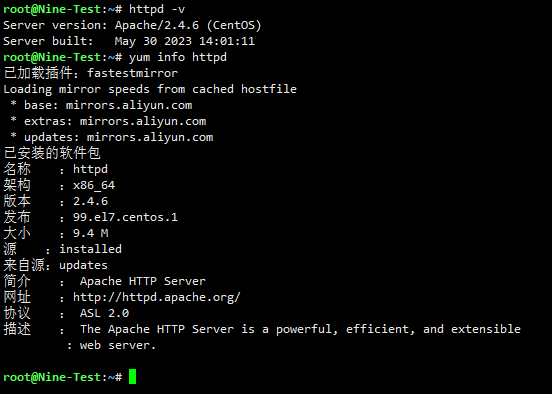 root@Nine-Test:~# httpd -v
Server version: Apache/2.4.6 (CentOS)
Server built:   May 30 2023 14:01:11
root@Nine-Test:~# yum info httpd
已加载插件：fastestmirror
Loading mirror speeds from cached hostfile
 * base: mirrors.aliyun.com
 * extras: mirrors.aliyun.com
 * updates: mirrors.aliyun.com
已安装的软件包
名称    ：httpd
架构    ：x86_64
版本    ：2.4.6
发布    ：99.el7.centos.1
大小    ：9.4 M
源    ：installed
来自源：updates
简介    ： Apache HTTP Server
网址    ：http://httpd.apache.org/
协议    ： ASL 2.0
描述    ： The Apache HTTP Server is a powerful, efficient, and extensible
         : web server.
root@Nine-Test:~#